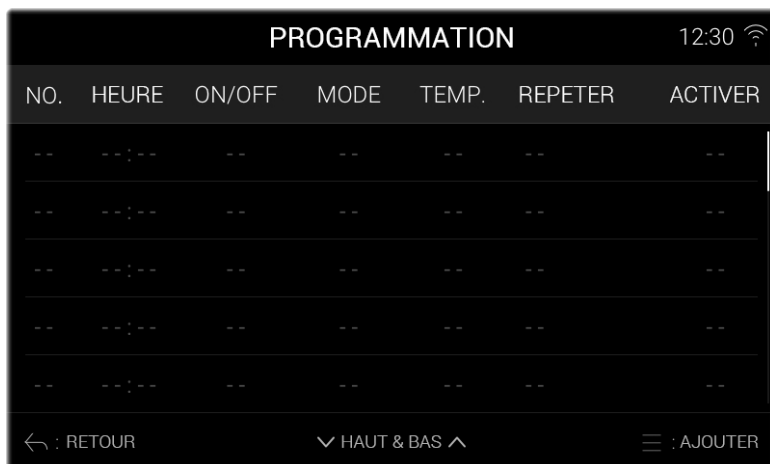 PROGRAMMATION 12:30
NO. HEURE ON/OFF MODE TEMP. REPETER ACTIVER
-- --:-- -- -- -- -- --
-- --:-- -- -- -- -- --
-- --:-- -- -- -- -- --
-- --:-- -- -- -- -- --
-- --:-- -- -- -- -- --
: RETOUR HAUT & BAS : AJOUTER